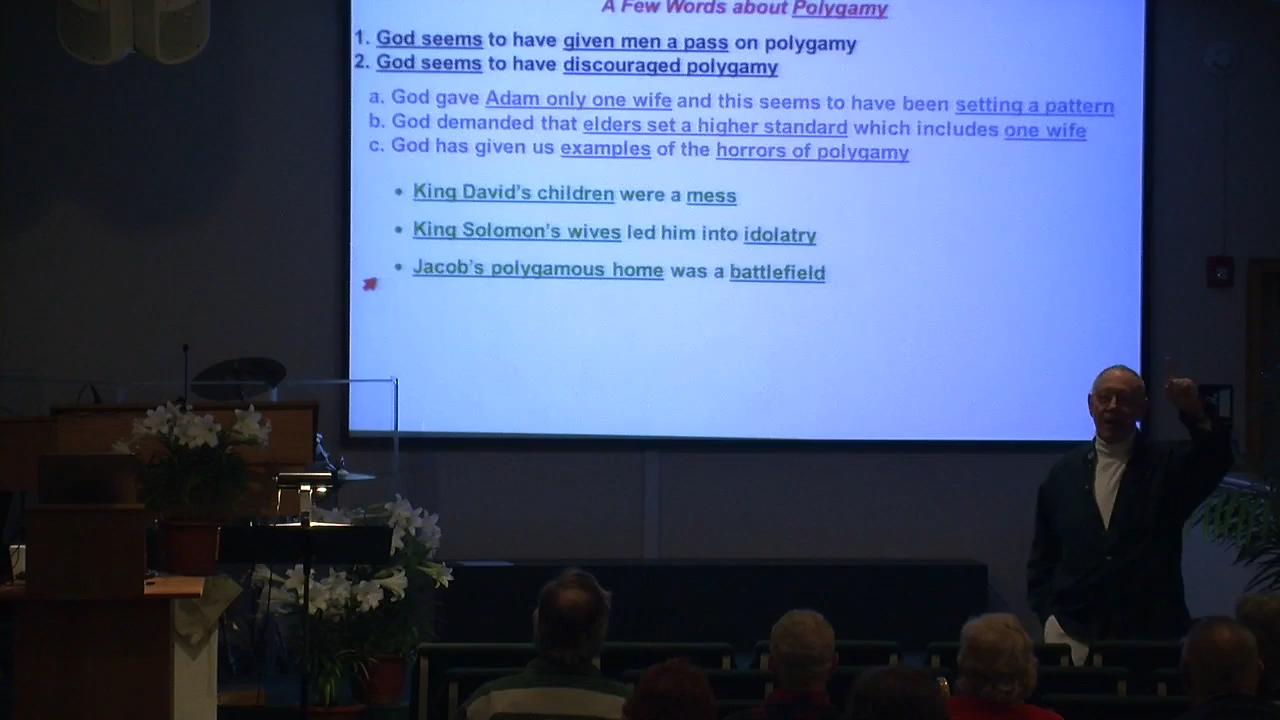 A Few Words about Polygamy
1. God seems to have given men a pass on polygamy
2. God seems to have discouraged polygamy
a. God gave Adam only one wife and this seems to have been setting a pattern
b. God demanded that elders set a higher standard which includes one wife
c. God has given us examples of the horrors of polygamy
• King David's children were a mess
• King Solomon's wives led him into idolatry
• Jacob's polygamous home was a battlefield